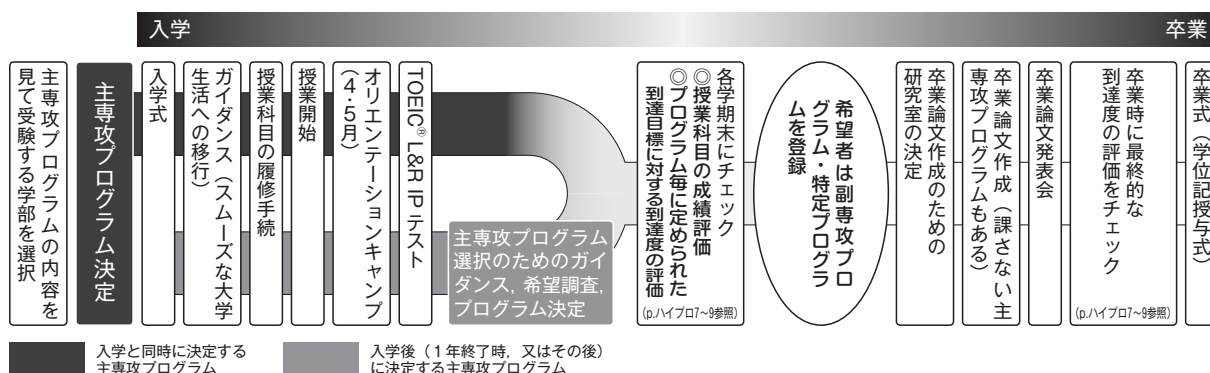 入学
卒業
主専攻プログラムの内容を
見て受験する学部を選択
主専攻プログラム決定
入学式
ガイダンス（スムーズな大学
生活への移行）
授業科目の履修手続
授業開始
オリエンテーションキャンプ
（4・5月）
TOEIC® L&R IP テスト
主専攻プログラム
選択のためのガイ
ダンス, 希望調査,
プログラム決定
各学期末にチェック
◎授業科目の成績評価
◎プログラム毎に定められた
到達目標に対する到達度の評価
(p.ハイプロ7～9参照)
希望者は副専攻プロ
グラム・特定プログラ
ムを登録
卒業論文作成のための
研究室の決定
卒業論文作成（課さない主
専攻プログラムもある）
卒業論文発表会
卒業時に最終的な
到達度の評価をチェック
(p.ハイプロ7～9参照)
卒業式（学位記授与式）
入学と同時に決定する
主専攻プログラム
入学後（1年終了時，又はその後）
に決定する主専攻プログラム